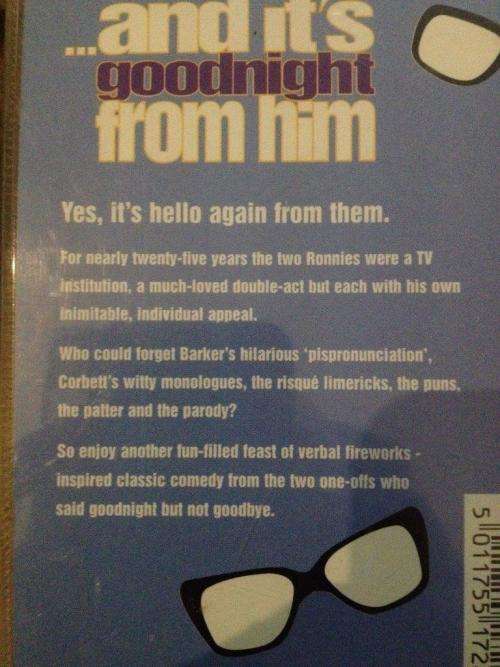 ...and it's
goodnight
from him
Yes, it's hello again from them.
For nearly twenty-five years the two Ronnies were a TV
institution, a much-loved double-act but each with his own
inimitable, individual appeal.
Who could forget Barker's hilarious 'pispronunciation',
Corbett's witty monologues, the risqué limericks, the puns,
the patter and the parody?
So enjoy another fun-filled feast of verbal fireworks -
inspired classic comedy from the two one-offs who
said goodnight but not goodbye.
5 011755 172